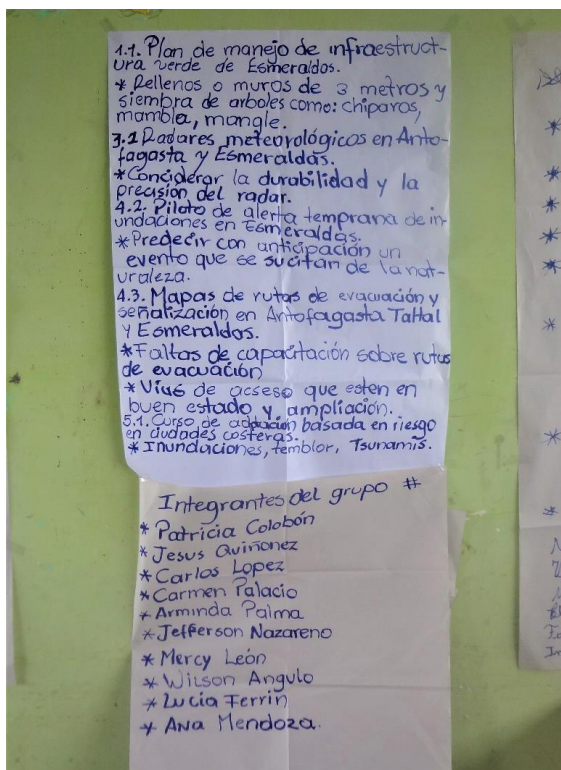 1.1. Plan de manejo de infraestruct-
ura verde de Esmeraldos.
* Rellenos o muros de 3 metros y
siembra de arboles como: chiparos,
mambla, mangle.
3.1 Radares meteorológicos en Anto-
fagasta y Esmeraldas.
* Conciderar la durabilidad y la
precisión del radar.
4.2. Piloto de alerta temprana de in-
undaciones en Esmeraldas.
* Predecir con anticipación un
evento que se sucitan de la nat-
uraleza.
4.3. Mapas de rutas de evacuación y
señalización en Antofagasta Taltal
y Esmeraldos.
* Faltas de capacitación sobre rutas
de evacuación
* Vías de acseso que esten en
buen estado y ampliación.
5.1. Curso de basada en riesgo
en ciudades costeras.
* Inundaciones, temblor, Tsunamis.
Integrantes del grupo #
* Patricia Colobón
* Jesus Quiñonez
* Carlos Lopez
* Carmen Palacio
* Arminda Palma
* Jefferson Nazareno
* Mercy León
* Wilson Angulo
* Lucia Ferrin
* Ana Mendoza.